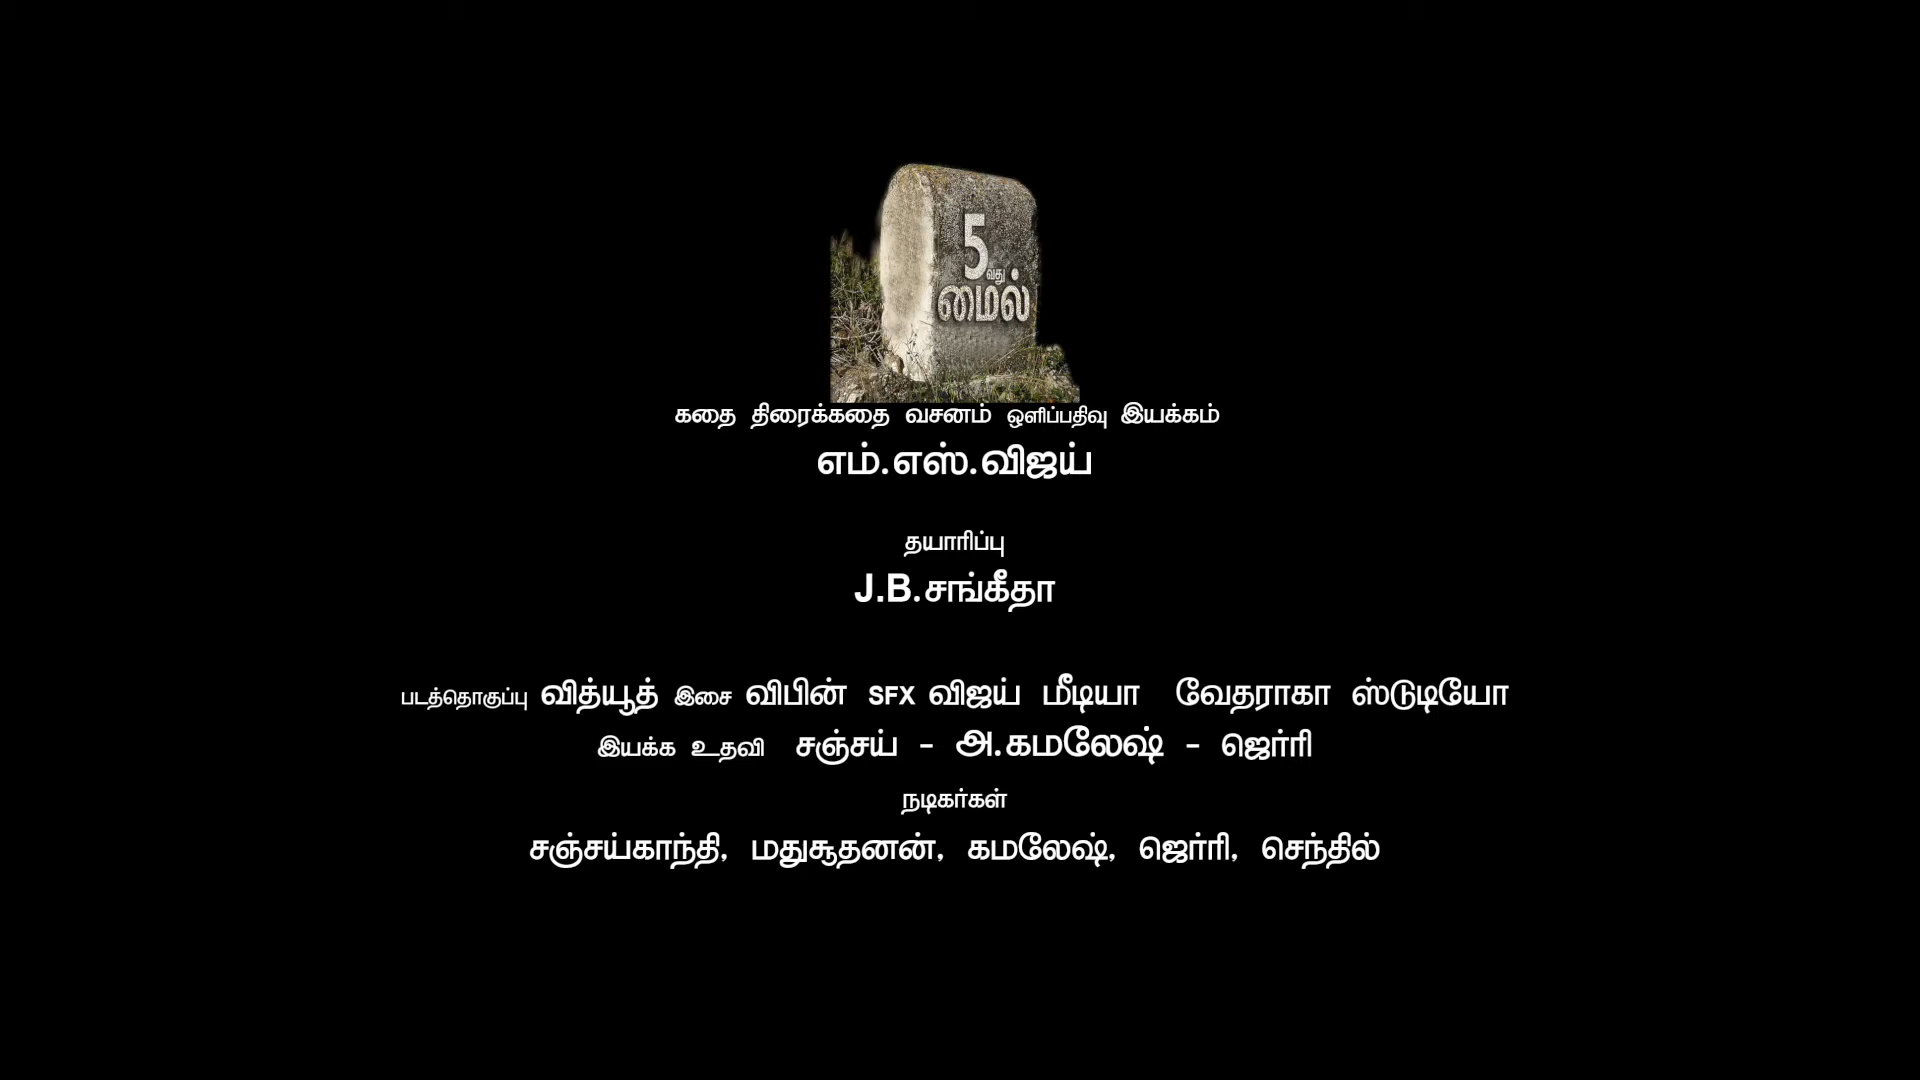 5வது
மைல்
கதை திரைக்கதை வசனம் ஒளிப்பதிவு இயக்கம்
எம்.எஸ்.விஜய்
தயாரிப்பு
J.B.சங்கீதா
படத்தொகுப்பு வித்யூத் இசை விபின் SFX விஜய் மீடியா வேதராகா ஸ்டுடியோ
இயக்க உதவி சஞ்சய் - அ.கமலேஷ் - ஜெர்ரி
நடிகர்கள்
சஞ்சய்காந்தி, மதுசூதனன், கமலேஷ், ஜெர்ரி, செந்தில்